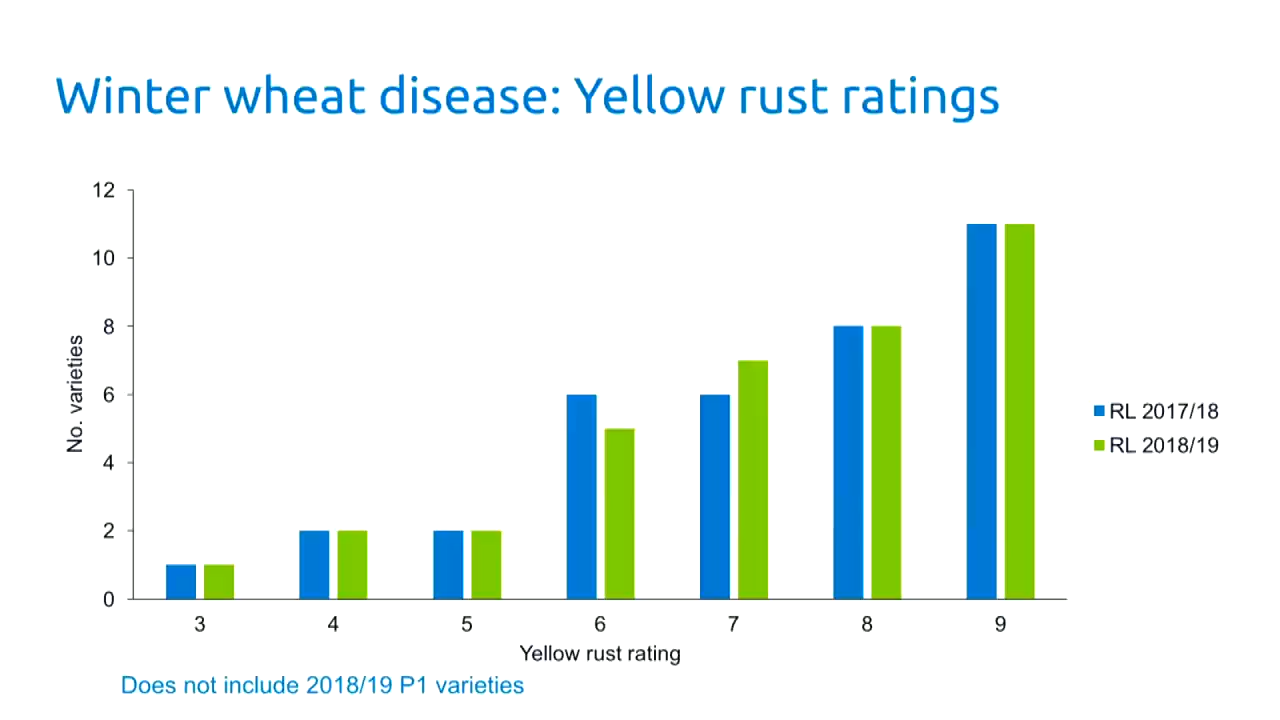 Winter wheat disease: Yellow rust ratings
12
10
8
6
4
2
0
No. varieties
3 4 5 6 7 8 9
Yellow rust rating
RL 2017/18
RL 2018/19
Does not include 2018/19 P1 varieties